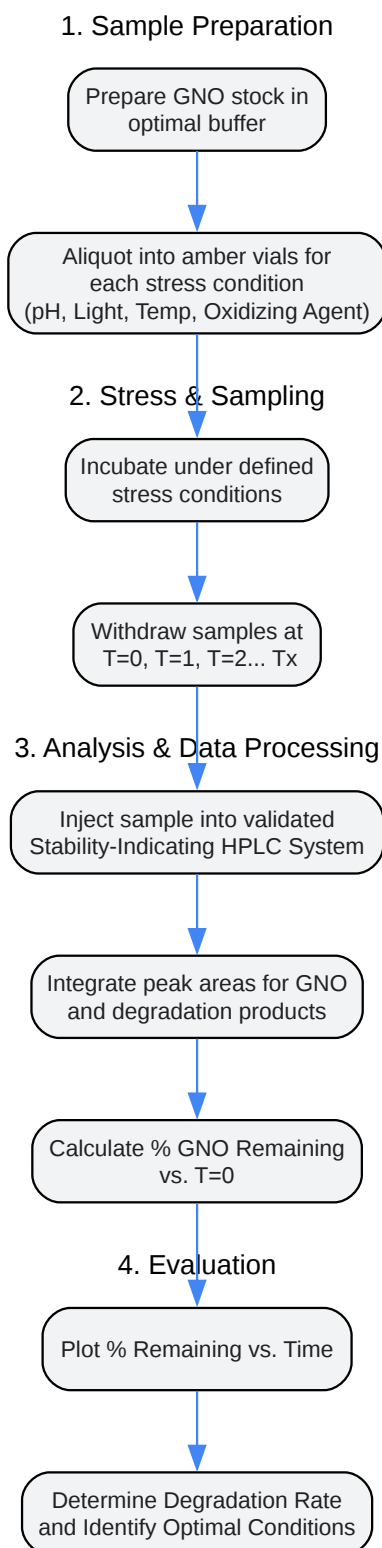 1. Sample Preparation
Prepare GNO stock in
optimal buffer
Aliquot into amber vials for
each stress condition
(pH, Light, Temp, Oxidizing Agent)
2. Stress & Sampling
Incubate under defined
stress conditions
Withdraw samples at
T=0, T=1, T=2... Tx
3. Analysis & Data Processing
Inject sample into validated
Stability-Indicating HPLC System
Integrate peak areas for GNO
and degradation products
Calculate % GNO Remaining
vs. T=0
4. Evaluation
Plot % Remaining vs. Time
Determine Degradation Rate
and Identify Optimal Conditions